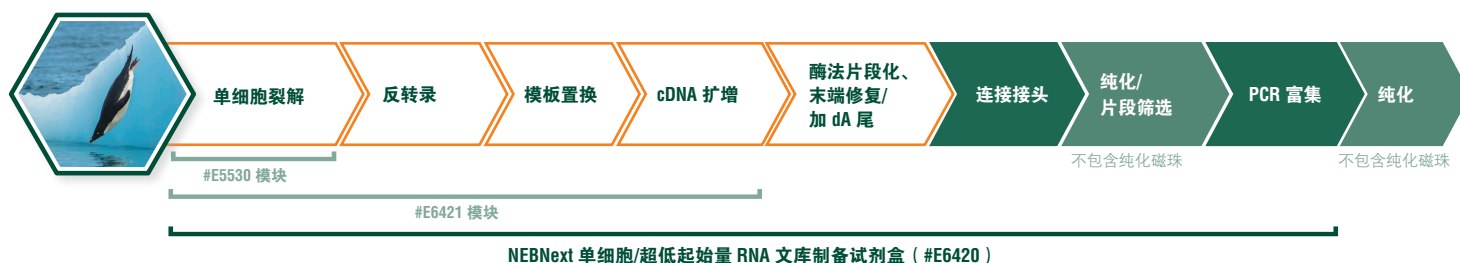 单细胞裂解
反转录
模板置换
cDNA 扩增
酶法片段化、
末端修复/
加 dA 尾
连接接头
纯化/
片段筛选
PCR 富集
纯化
不包含纯化磁珠
不包含纯化磁珠
#E5530 模块
#E6421 模块
NEBNext 单细胞/超低起始量 RNA 文库制备试剂盒（#E6420）